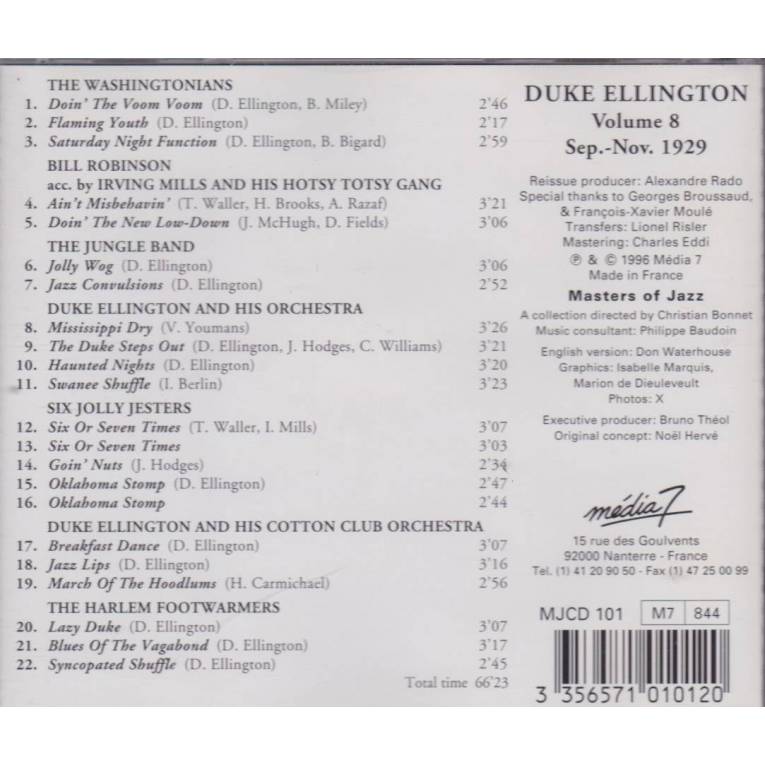 THE WASHINGTONIANS
1. Doin' The Voom Voom (D. Ellington, B. Miley) 2'46
2. Flaming Youth (D. Ellington) 2'17
3. Saturday Night Function (D. Ellington, B. Bigard) 2'59
BILL ROBINSON
acc. by IRVING MILLS AND HIS HOTSY TOTSY GANG
4. Ain't Misbehavin' (T. Waller, H. Brooks, A. Razaf) 3'21
5. Doin' The New Low-Down (J. McHugh, D. Fields) 3'06
THE JUNGLE BAND
6. Jolly Wog (D. Ellington) 3'06
7. Jazz Convulsions (D. Ellington) 2'52
DUKE ELLINGTON AND HIS ORCHESTRA
8. Mississippi Dry (V. Youmans) 3'26
9. The Duke Steps Out (D. Ellington, J. Hodges, C. Williams) 3'21
10. Haunted Nights (D. Ellington) 3'20
11. Swanee Shuffle (I. Berlin) 3'23
SIX JOLLY JESTERS
12. Six Or Seven Times (T. Waller, I. Mills) 3'07
13. Six Or Seven Times 3'03
14. Goin' Nuts (J. Hodges) 2'34
15. Oklahoma Stomp (D. Ellington) 2'47
16. Oklahoma Stomp 2'44
DUKE ELLINGTON AND HIS COTTON CLUB ORCHESTRA
17. Breakfast Dance (D. Ellington) 3'07
18. Jazz Lips (D. Ellington) 3'16
19. March Of The Hoodlums (H. Carmichael) 2'56
THE HARLEM FOOTWARMERS
20. Lazy Duke (D. Ellington) 3'07
21. Blues Of The Vagabond (D. Ellington) 3'17
22. Syncopated Shuffle (D. Ellington) 2'45
Total time 66'23
DUKE ELLINGTON
Volume 8
Sep.-Nov. 1929
Reissue producer: Alexandre Rado
Special thanks to Georges Broussaud,
& François-Xavier Moulé
Transfers: Lionel Risler
Mastering: Charles Eddi
℗ & © 1996 Média 7
Made in France
Masters of Jazz
A collection directed by Christian Bonnet
Music consultant: Philippe Baudoin
English version: Don Waterhouse
Graphics: Isabelle Marquis,
Marion de Dieuleveult
Photos: X
Executive producer: Bruno Théol
Original concept: Noël Hervé
média 7
15 rue des Goulvents
92000 Nanterre - France
Tel. (1) 41 20 90 50 - Fax (1) 47 25 00 99
MJCD 101 M7 844
3 356571 010120